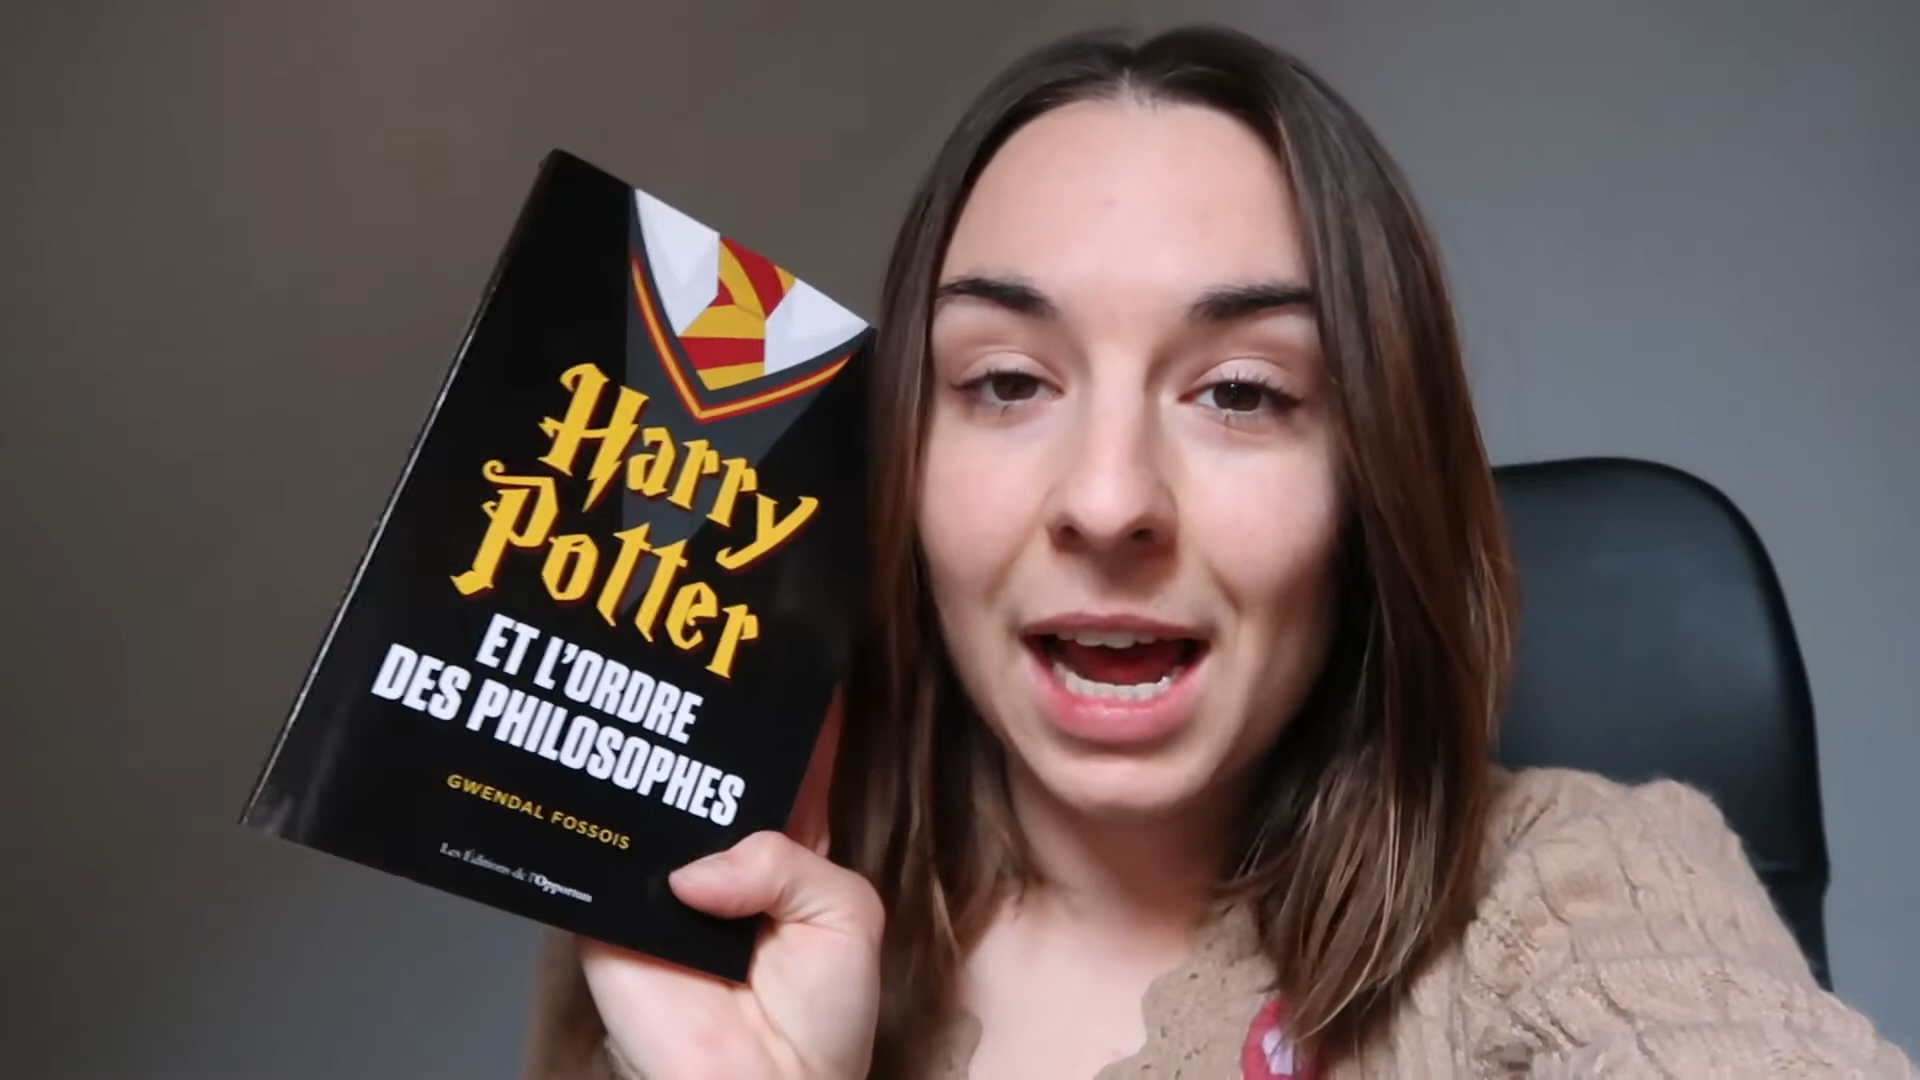 Harry
Potter
ET L'ORDRE
DES PHILOSOPHES
GWENDAL FOSSOIS
Les Éditions de l'Opportun